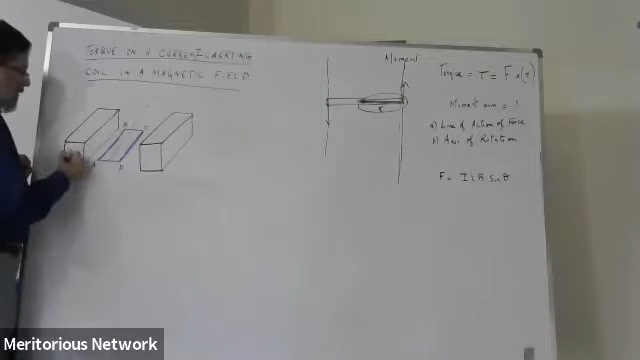 TORQUE ON A CURRENT CARRYING
COIL IN A MAGNETIC FIELD
Moment
Torque = τ = F x (r)
Moment arm = ?
a) Line of Action of Force
b) Axis of Rotation
F = I L B sin θ
r
A
B
C
D
Meritorious Network